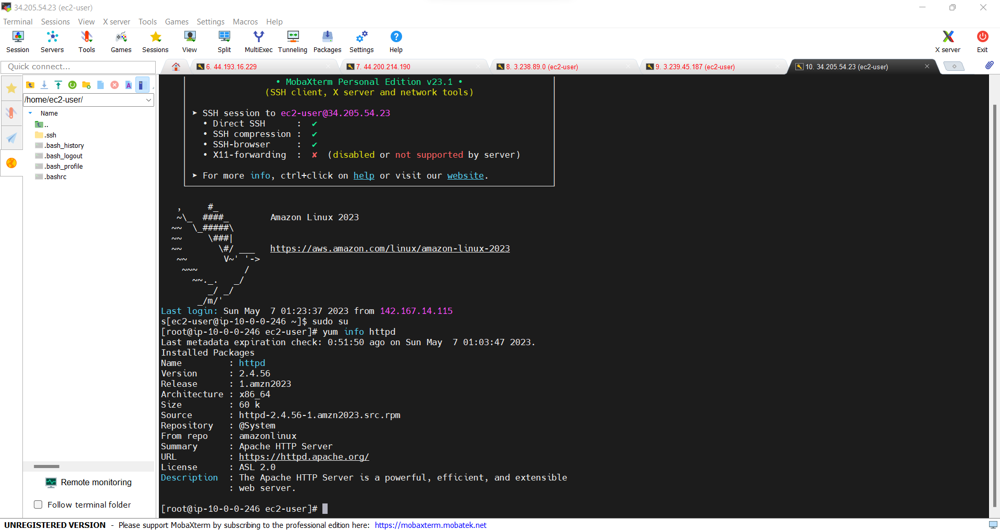 34.205.54.23 (ec2-user)
Terminal Sessions View X server Tools Games Settings Macros Help
Session Servers Tools Games Sessions View Split MultiExec Tunneling Packages Settings Help X server Exit
Quick connect...
6. 44.193.16.229
7. 44.200.214.190
8. 3.238.89.0 (ec2-user)
9. 3.239.45.187 (ec2-user)
10. 34.205.54.23 (ec2-user)
/home/ec2-user/
Name
..
.ssh
.bash_history
.bash_logout
.bash_profile
.bashrc
Remote monitoring
Follow terminal folder
• MobaXterm Personal Edition v23.1 •
(SSH client, X server and network tools)
➤ SSH session to ec2-user@34.205.54.23
• Direct SSH      :  ✔
• SSH compression :  ✔
• SSH-browser     :  ✔
• X11-forwarding  :  ✘  (disabled or not supported by server)
➤ For more info, ctrl+click on help or visit our website.
   ,     #_
   ~\_  ####_        Amazon Linux 2023
  ~~  \_#####\
  ~~     \###|
  ~~       \#/ ___   https://aws.amazon.com/linux/amazon-linux-2023
   ~~       V~' '->
    ~~~         /
      ~~._.   _/
         _/ _/
       _/m/'
Last login: Sun May  7 01:23:37 2023 from 142.167.14.115
s[ec2-user@ip-10-0-0-246 ~]$ sudo su
[root@ip-10-0-0-246 ec2-user]# yum info httpd
Last metadata expiration check: 0:51:50 ago on Sun May  7 01:03:47 2023.
Installed Packages
Name         : httpd
Version      : 2.4.56
Release      : 1.amzn2023
Architecture : x86_64
Size         : 60 k
Source       : httpd-2.4.56-1.amzn2023.src.rpm
Repository   : @System
From repo    : amazonlinux
Summary      : Apache HTTP Server
URL          : https://httpd.apache.org/
License      : ASL 2.0
Description  : The Apache HTTP Server is a powerful, efficient, and extensible
             : web server.
[root@ip-10-0-0-246 ec2-user]#
UNREGISTERED VERSION - Please support MobaXterm by subscribing to the professional edition here: https://mobaxterm.mobatek.net